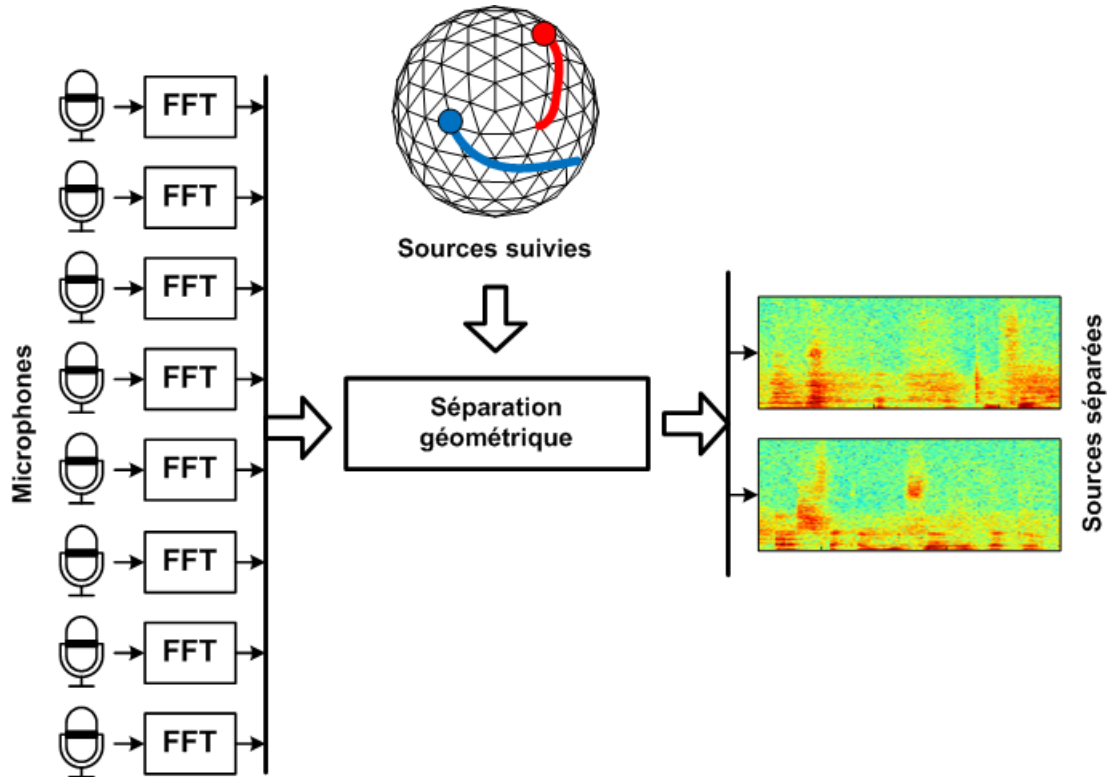 Microphones
FFT
FFT
FFT
FFT
FFT
FFT
FFT
FFT
Sources suivies
Séparation
géométrique
Sources séparées